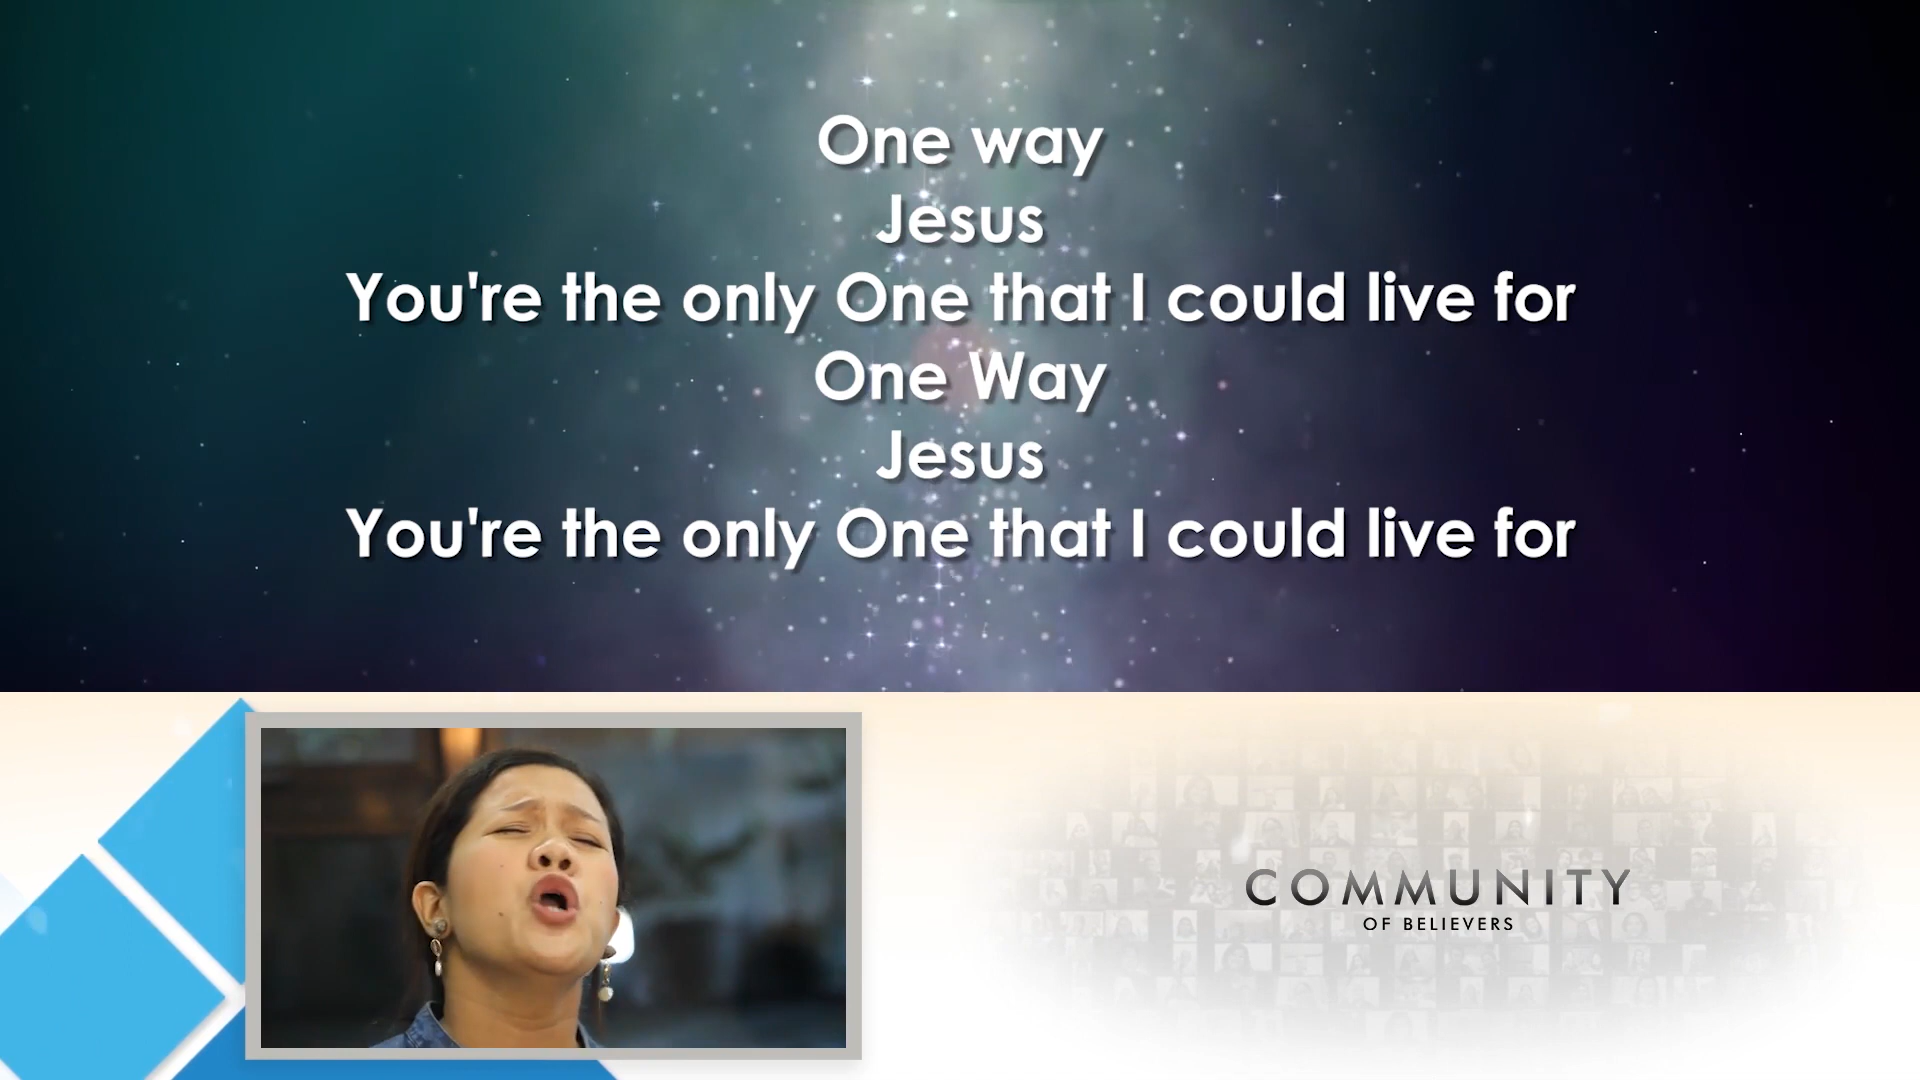 One way
Jesus
You're the only One that I could live for
One Way
Jesus
You're the only One that I could live for
COMMUNITY
OF BELIEVERS